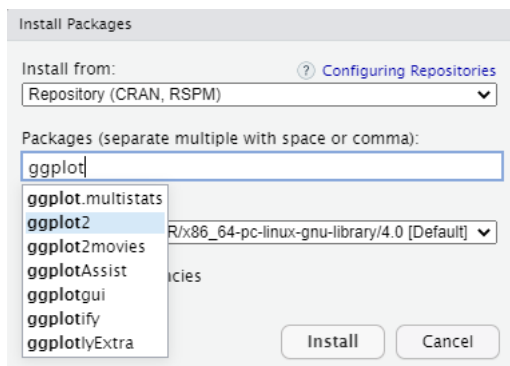 Install Packages
Install from:
? Configuring Repositories
Repository (CRAN, RSPM)
Packages (separate multiple with space or comma):
ggplot
ggplot.multistats
ggplot2
R/x86_64-pc-linux-gnu-library/4.0 [Default]
ggplot2movies
ggplotAssist
ggplotgui
ggplotify
ggplotlyExtra
Install
Cancel